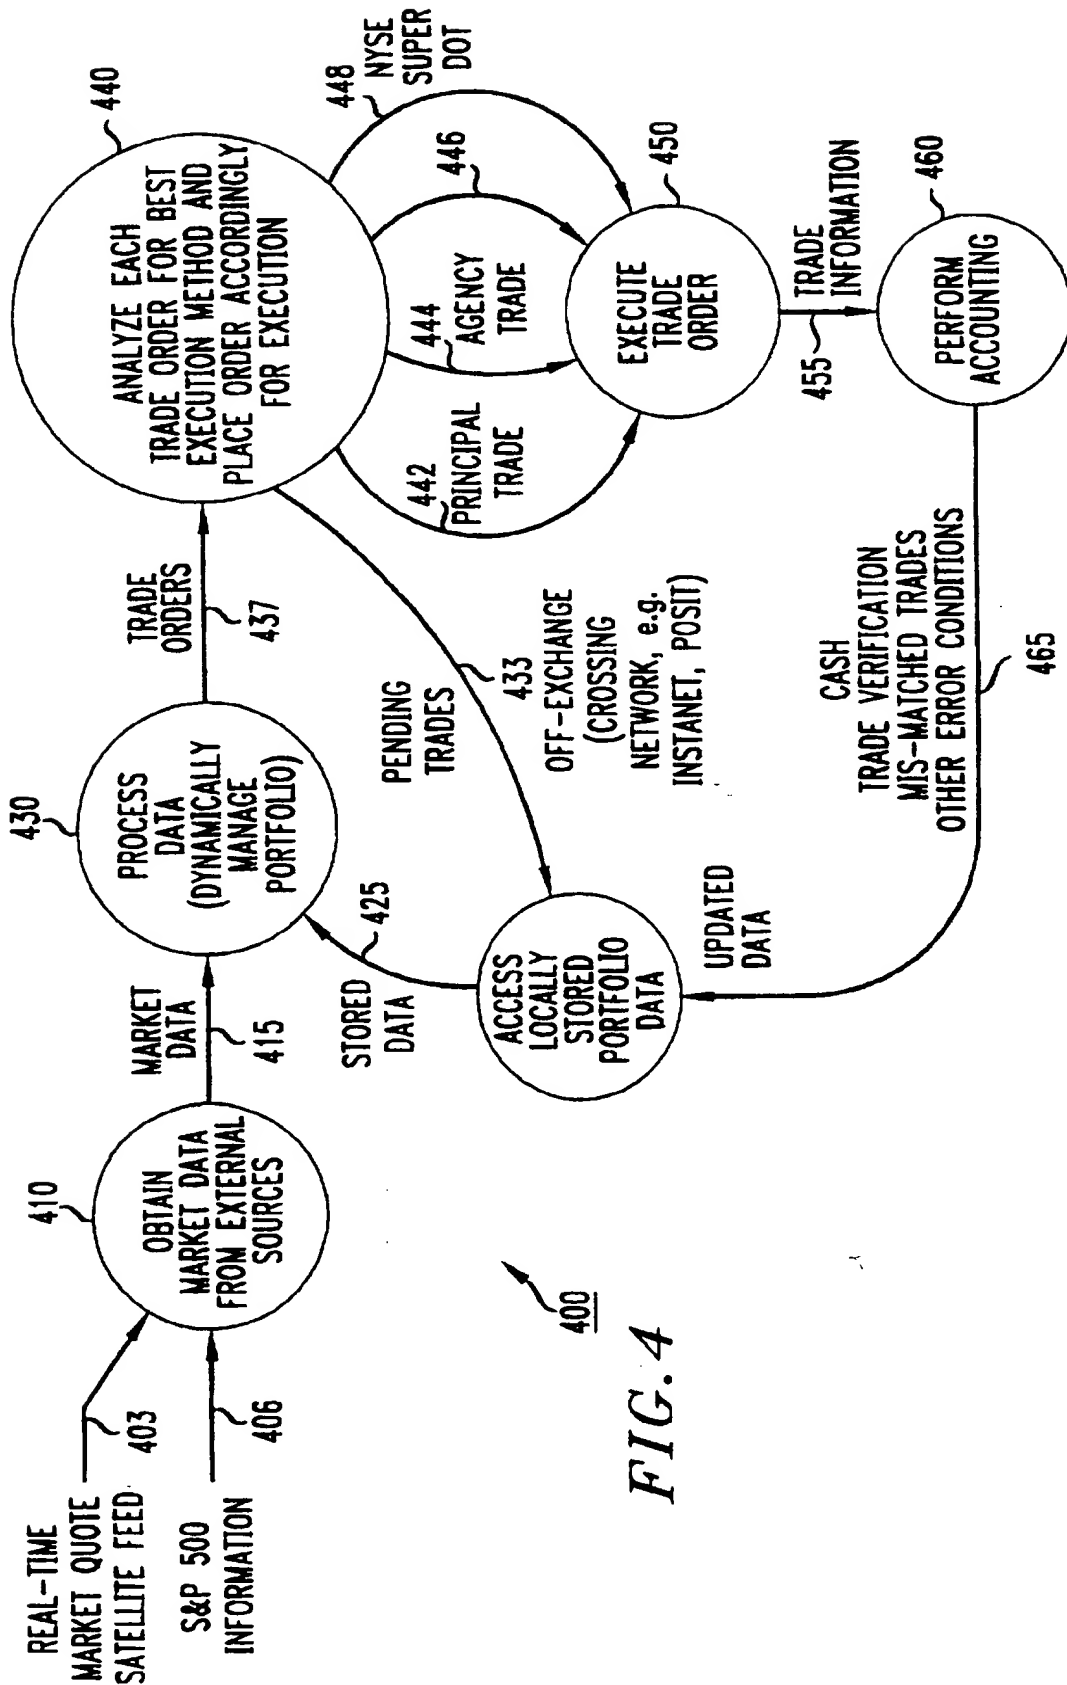 REAL-TIME
MARKET QUOTE
SATELLITE FEED
403
S&P 500
INFORMATION
406
410
OBTAIN
MARKET DATA
FROM EXTERNAL
SOURCES
MARKET
DATA
415
430
PROCESS
DATA
(DYNAMICALLY
MANAGE
PORTFOLIO)
TRADE
ORDERS
437
440
ANALYZE EACH
TRADE ORDER FOR BEST
EXECUTION METHOD AND
PLACE ORDER ACCORDINGLY
FOR EXECUTION
STORED
DATA
425
ACCESS
LOCALLY
STORED
PORTFOLIO
DATA
PENDING
TRADES
433
OFF-EXCHANGE
(CROSSING
NETWORK, e.g.
INSTANET, POSIT)
442
PRINCIPAL
TRADE
444
AGENCY
TRADE
446
448
NYSE
SUPER
DOT
450
EXECUTE
TRADE
ORDER
455
TRADE
INFORMATION
460
PERFORM
ACCOUNTING
CASH
TRADE VERIFICATION
MIS-MATCHED TRADES
OTHER ERROR CONDITIONS
465
UPDATED
DATA
400
FIG. 4